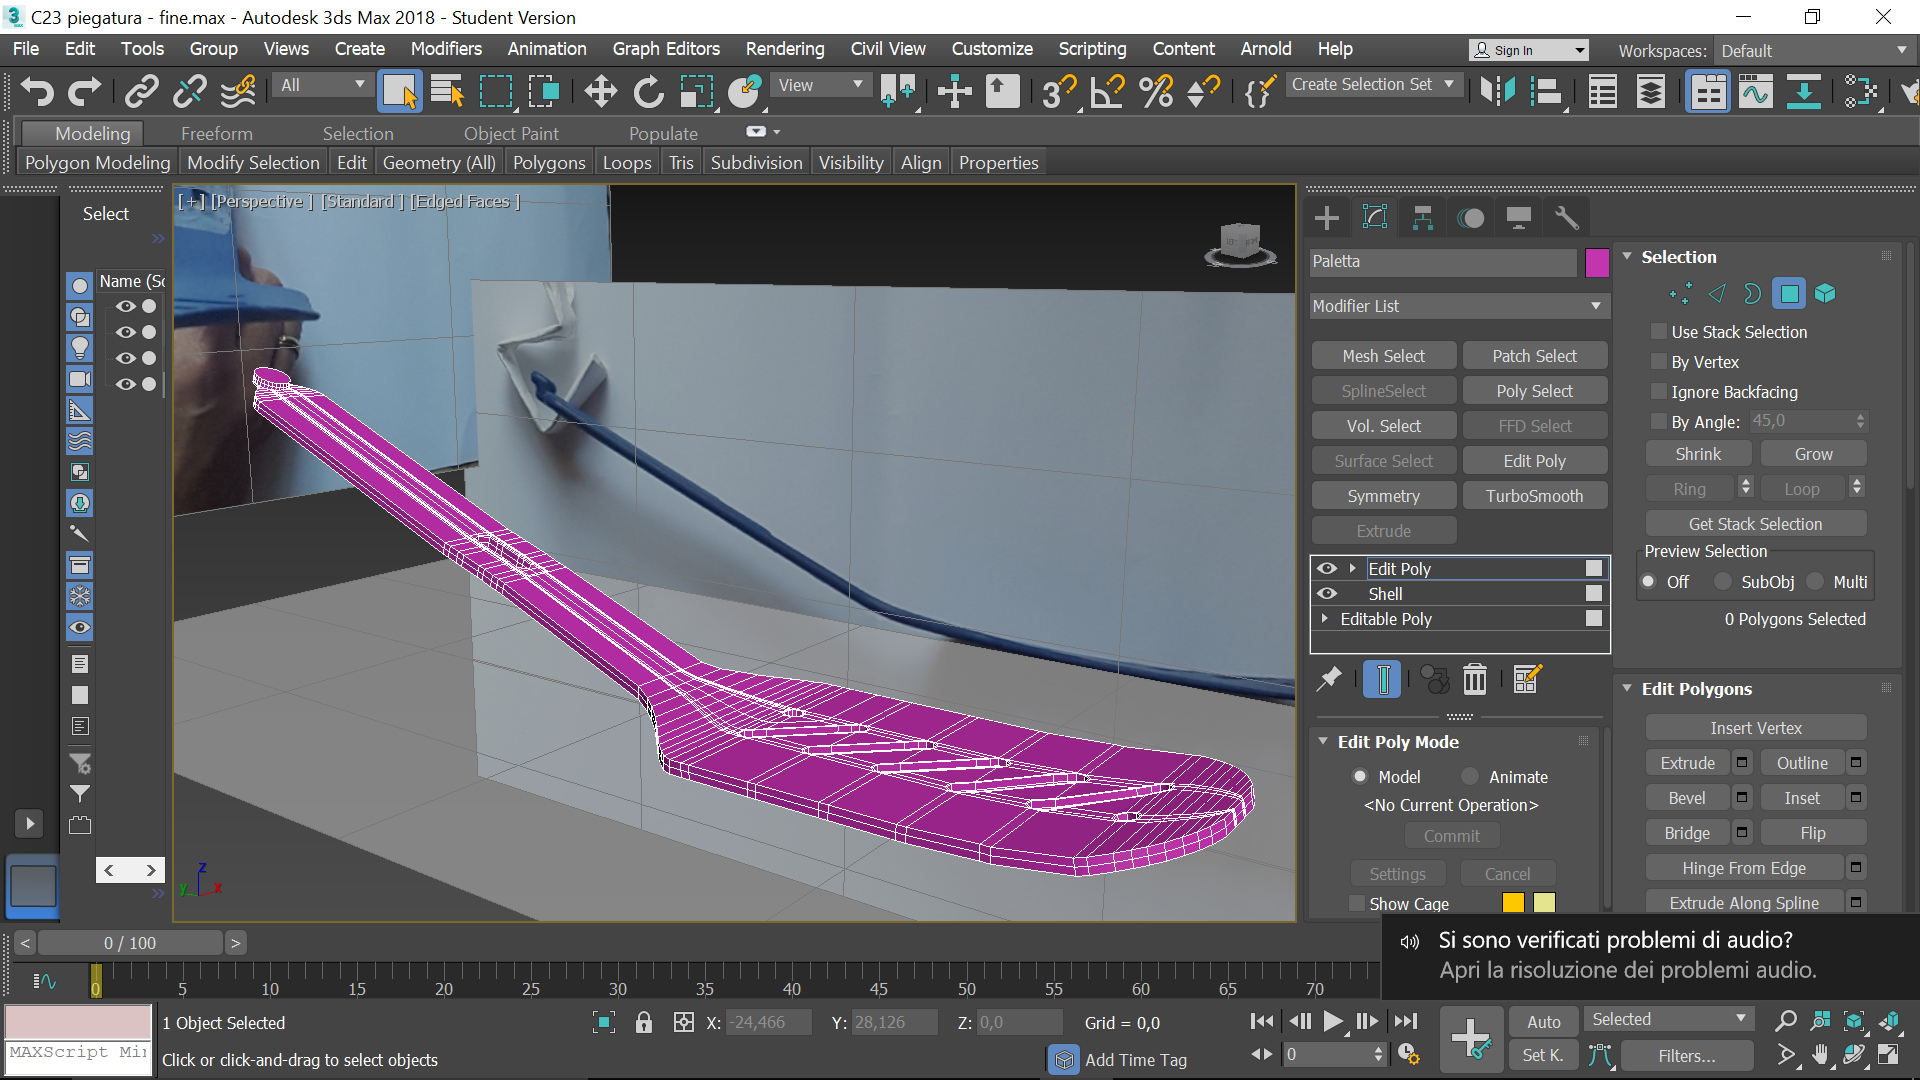 C23 piegatura - fine.max - Autodesk 3ds Max 2018 - Student Version
File Edit Tools Group Views Create Modifiers Animation Graph Editors Rendering Civil View Customize Scripting Content Arnold Help
Sign In
Workspaces: Default
All
View
Create Selection Set
Modeling Freeform Selection Object Paint Populate
Polygon Modeling Modify Selection Edit Geometry (All) Polygons Loops Tris Subdivision Visibility Align Properties
Select
Name (Sc
[+] [Perspective ] [Standard ] [Edged Faces ]
Paletta
Modifier List
Mesh Select Patch Select
SplineSelect Poly Select
Vol. Select FFD Select
Surface Select Edit Poly
Symmetry TurboSmooth
Extrude
Edit Poly
Shell
Editable Poly
Edit Poly Mode
Model Animate
<No Current Operation>
Commit
Settings Cancel
Show Cage
Selection
Use Stack Selection
By Vertex
Ignore Backfacing
By Angle: 45,0
Shrink Grow
Ring Loop
Get Stack Selection
Preview Selection
Off SubObj Multi
0 Polygons Selected
Edit Polygons
Insert Vertex
Extrude Outline
Bevel Inset
Bridge Flip
Hinge From Edge
Extrude Along Spline
Si sono verificati problemi di audio?
Apri la risoluzione dei problemi audio.
z
y x
< 0 / 100 >
0 5 10 15 20 25 30 35 40 45 50 55 60 65 70
1 Object Selected
X: -24,466 Y: 28,126 Z: 0,0 Grid = 0,0
MAXScript Mir
Click or click-and-drag to select objects
Add Time Tag
0
Auto Selected
Set K. Filters...